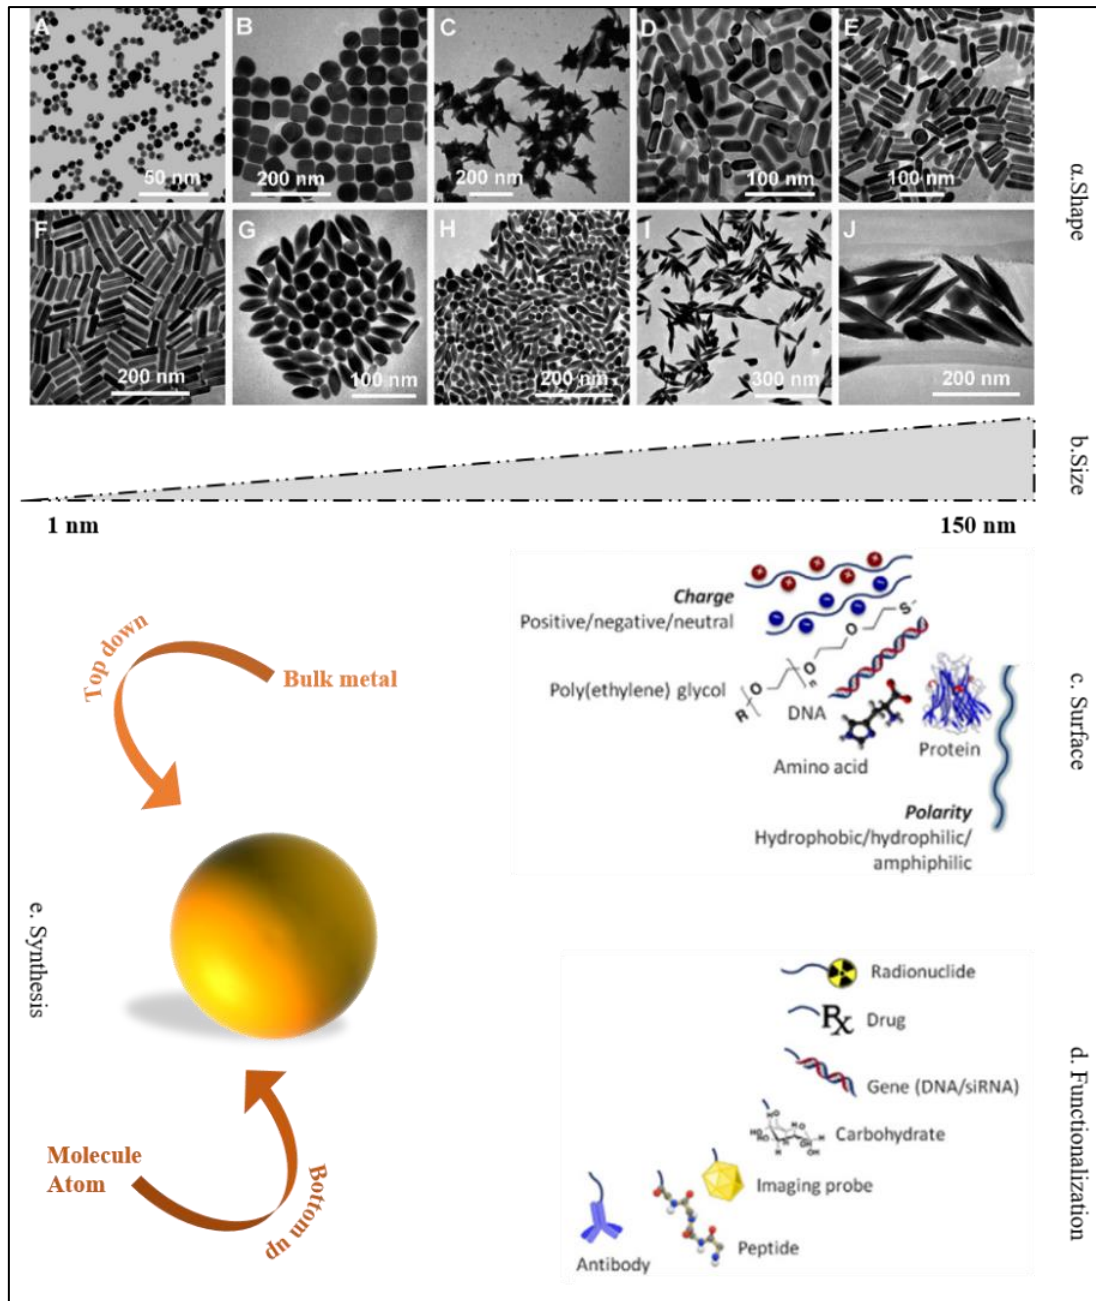 A
B
C
D
E
50 nm
200 nm
200 nm
100 nm
100 nm
α.Shape
F
G
H
I
J
200 nm
100 nm
200 nm
300 nm
200 nm
b.Size
1 nm
150 nm
Top down
Bulk metal
Charge
Positive/negative/neutral
S-
O
O
n
O
R
Poly(ethylene) glycol
DNA
Amino acid
Protein
Polarity
Hydrophobic/hydrophilic/
amphiphilic
c. Surface
e. Synthesis
Radionuclide
Rx
Drug
Gene (DNA/siRNA)
Carbohydrate
Imaging probe
Peptide
Antibody
d. Functionalization
Molecule
Atom
Bottom up